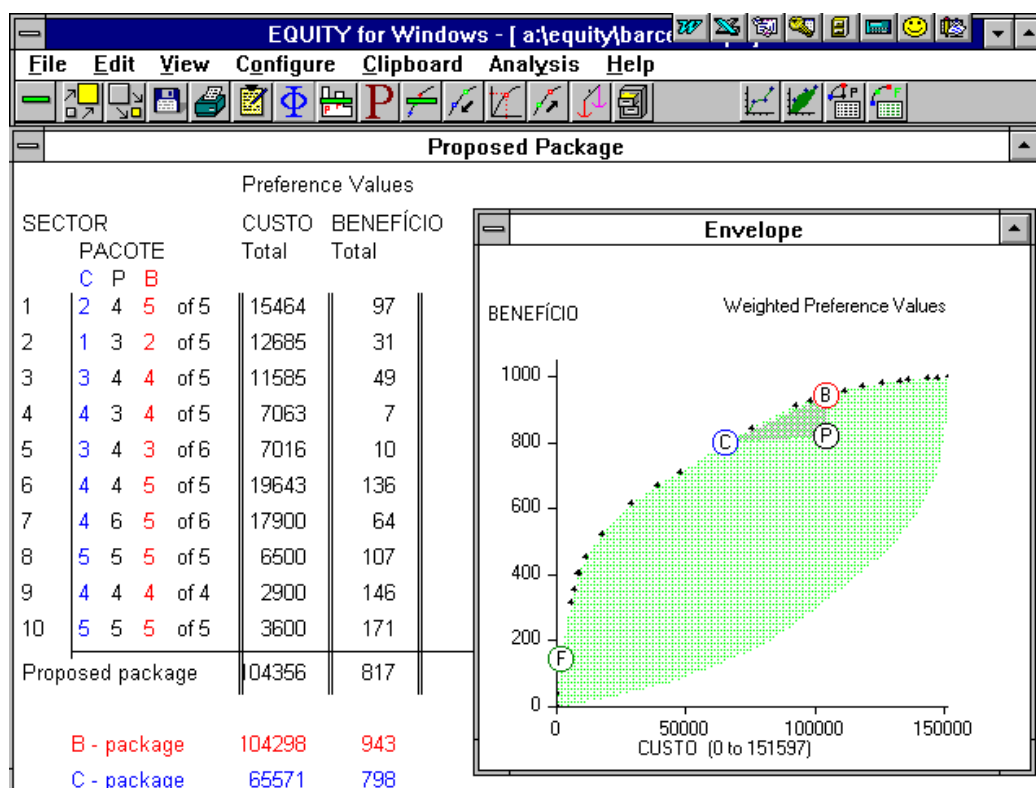 EQUITY for Windows - [ a:\equity\barce
File Edit View Configure Clipboard Analysis Help
Proposed Package
Preference Values
SECTOR CUSTO BENEFÍCIO
PACOTE Total Total
C P B
1 2 4 5 of 5 15464 97
2 1 3 2 of 5 12685 31
3 3 4 4 of 5 11585 49
4 4 3 4 of 5 7063 7
5 3 4 3 of 6 7016 10
6 4 4 5 of 5 19643 136
7 4 6 5 of 6 17900 64
8 5 5 5 of 5 6500 107
9 4 4 4 of 4 2900 146
10 5 5 5 of 5 3600 171
Proposed package 104356 817
B - package 104298 943
C - package 65571 798
Envelope
BENEFÍCIO Weighted Preference Values
1000
800
600
400
200
0
B
C
P
F
0 50000 100000 150000
CUSTO (0 to 151597)